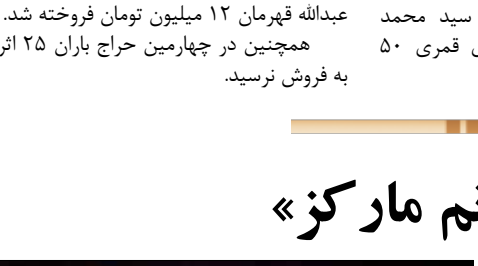 سید محمد
قمری ۵۰
عبدالله قهرمان ۱۲ میلیون تومان فروخته شد.
همچنین در چهارمین حراج باران ۲۵ اثر
به فروش نرسید.
مارکز»